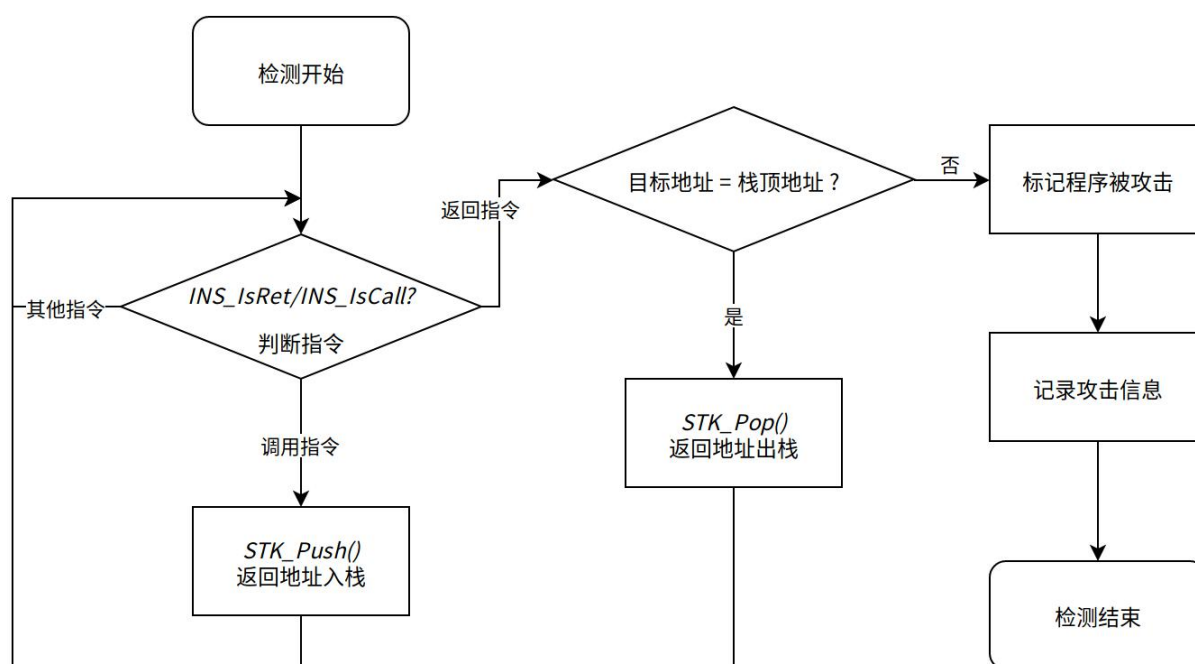 检测开始
INS_IsRet/INS_IsCall?
判断指令
其他指令
调用指令
STK_Push()
返回地址入栈
返回指令
目标地址 = 栈顶地址 ?
是
STK_Pop()
返回地址出栈
否
标记程序被攻击
记录攻击信息
检测结束